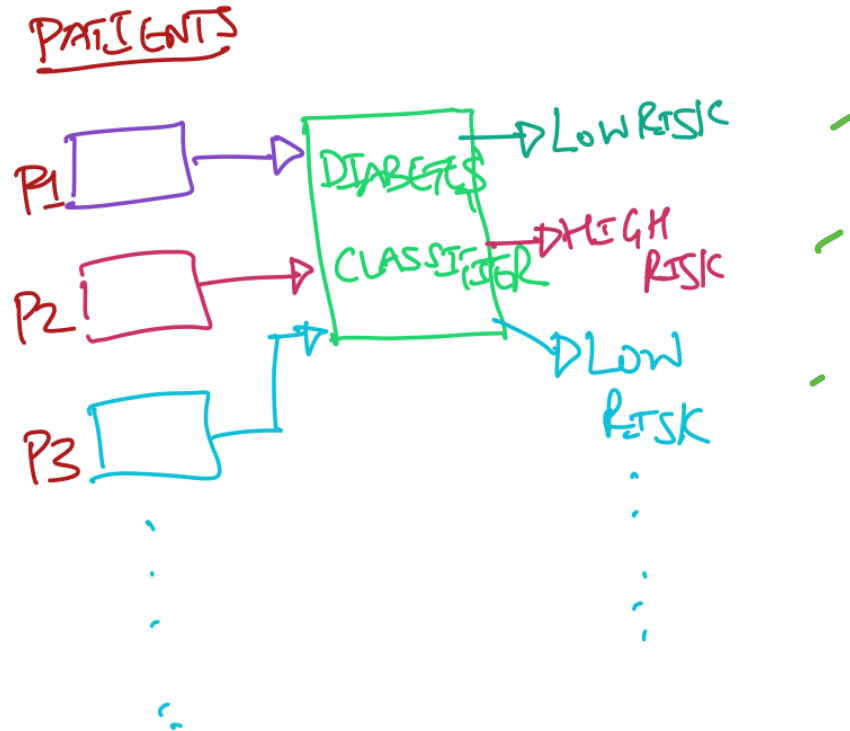 PATIENTS
P1
DIABETES
CLASSIFIER
LOW RISK
HIGH
RISK
P2
LOW
RISK
P3